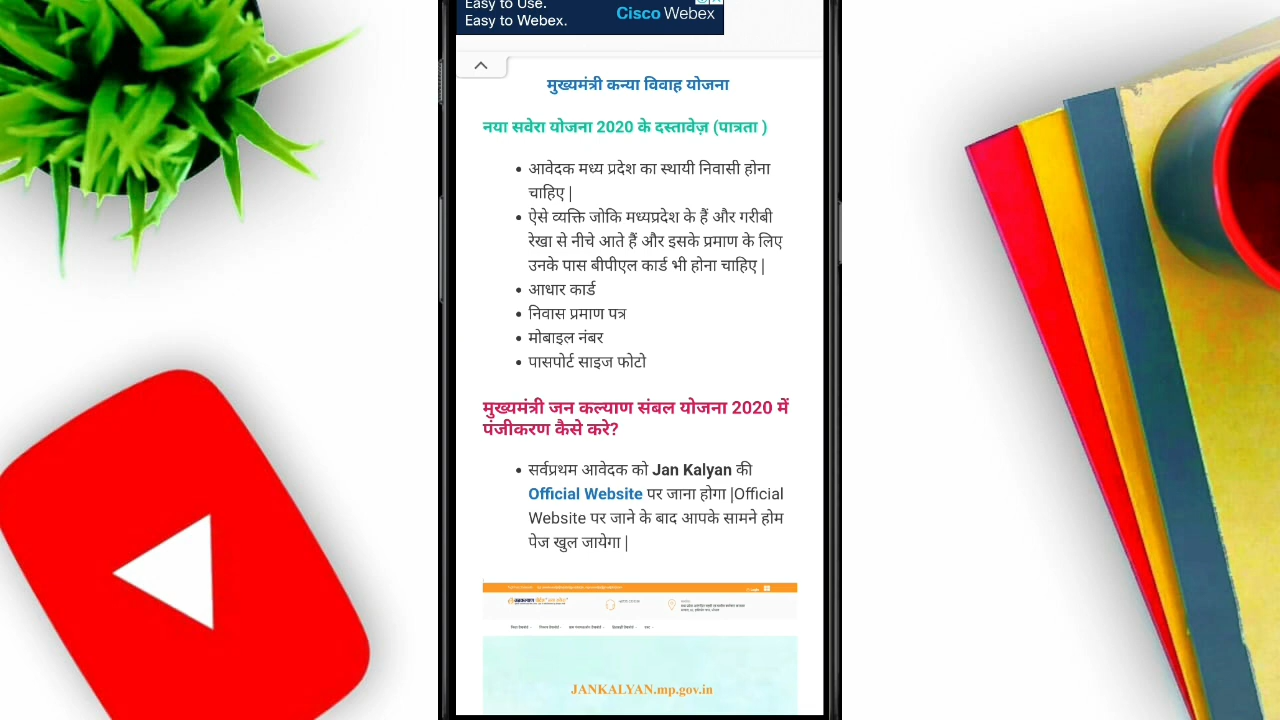 Easy to Use.
Easy to Webex.
Cisco Webex
मुख्यमंत्री कन्या विवाह योजना
नया सवेरा योजना 2020 के दस्तावेज़ (पात्रता )
• आवेदक मध्य प्रदेश का स्थायी निवासी होना
चाहिए |
• ऐसे व्यक्ति जोकि मध्यप्रदेश के हैं और गरीबी
रेखा से नीचे आते हैं और इसके प्रमाण के लिए
उनके पास बीपीएल कार्ड भी होना चाहिए |
• आधार कार्ड
• निवास प्रमाण पत्र
• मोबाइल नंबर
• पासपोर्ट साइज फोटो
मुख्यमंत्री जन कल्याण संबल योजना 2020 में
पंजीकरण कैसे करे?
• सर्वप्रथम आवेदक को Jan Kalyan की
Official Website पर जाना होगा |Official
Website पर जाने के बाद आपके सामने होम
पेज खुल जायेगा |
JANKALYAN.mp.gov.in